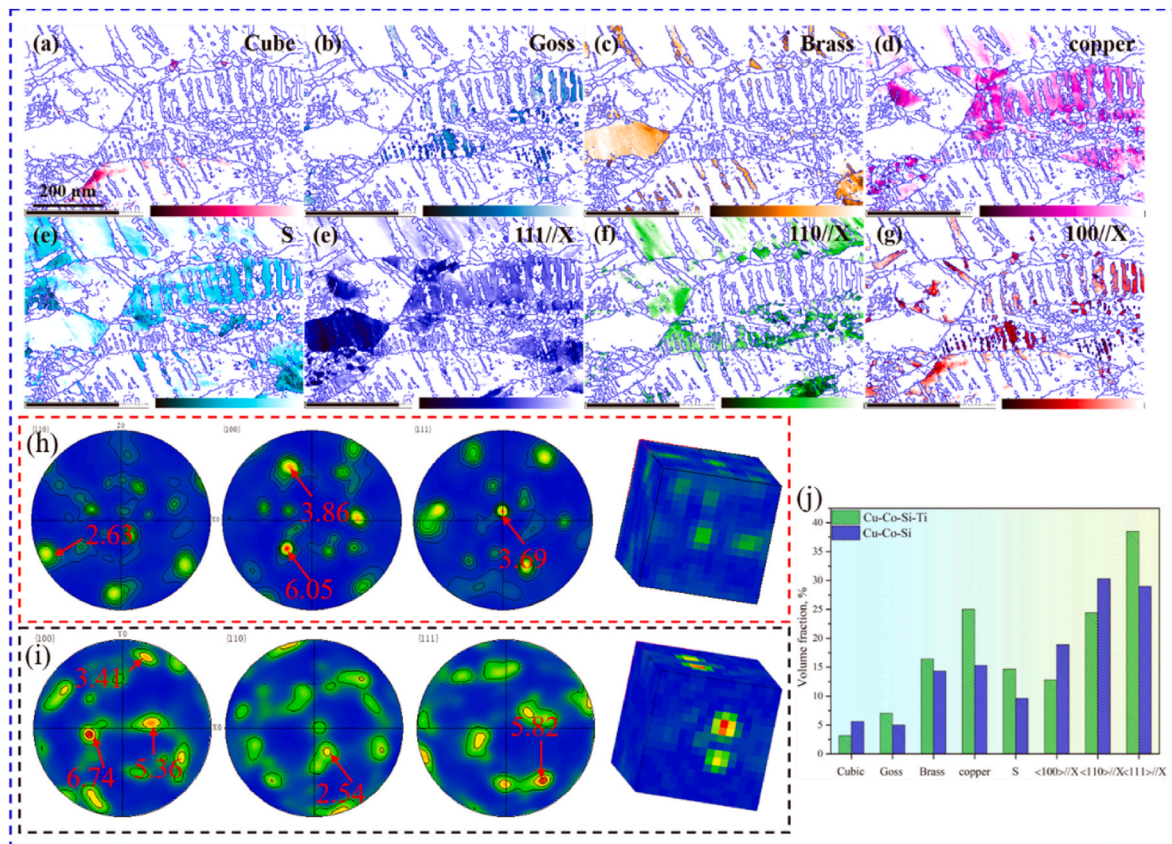 (a) Cube
(b) Goss
(c) Brass
(d) copper
200 μm
(e) S
(e) 111//X
(f) 110//X
(g) 100//X
(h)
{110}
{100}
{111}
2.63
3.86
6.05
3.69
(i)
{100}
Y0
{110}
{111}
X0
3.41
6.74
5.36
2.54
5.82
(j)
Cu-Co-Si-Ti
Cu-Co-Si
Volume fraction, %
40
35
30
25
20
15
10
5
0
Cubic Goss Brass copper S <100>//X <110>//X <111>//X